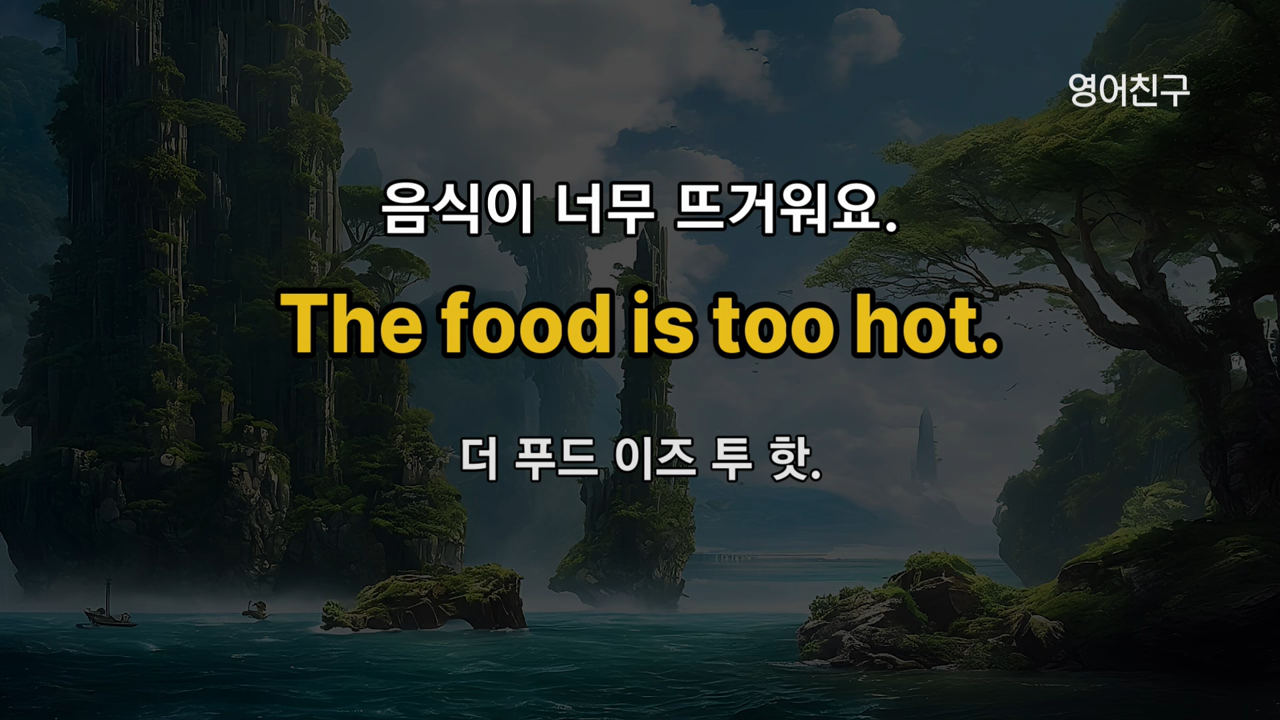 영어친구
음식이 너무 뜨거워요.
The food is too hot.
더 푸드 이즈 투 핫.